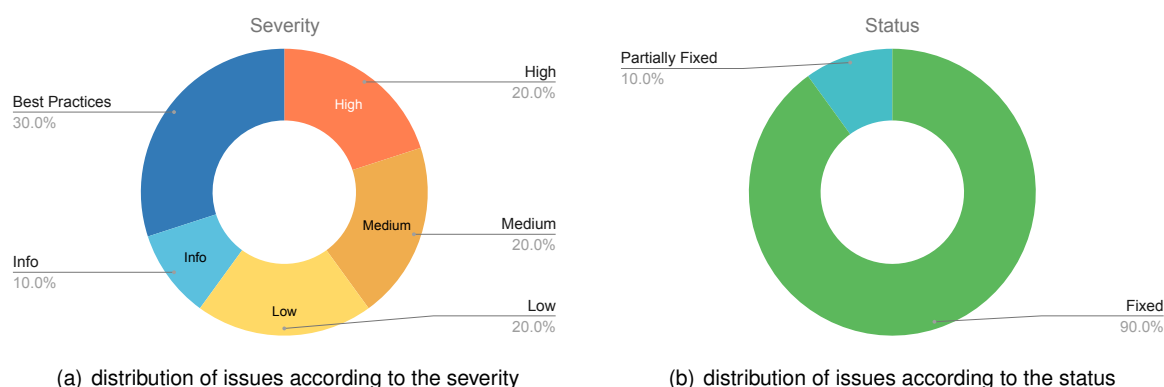 Severity
High
20.0%
High
Best Practices
30.0%
Medium
Medium
20.0%
Info
Info
10.0%
Low
Low
20.0%
(a) distribution of issues according to the severity
Status
Partially Fixed
10.0%
Fixed
90.0%
(b) distribution of issues according to the status